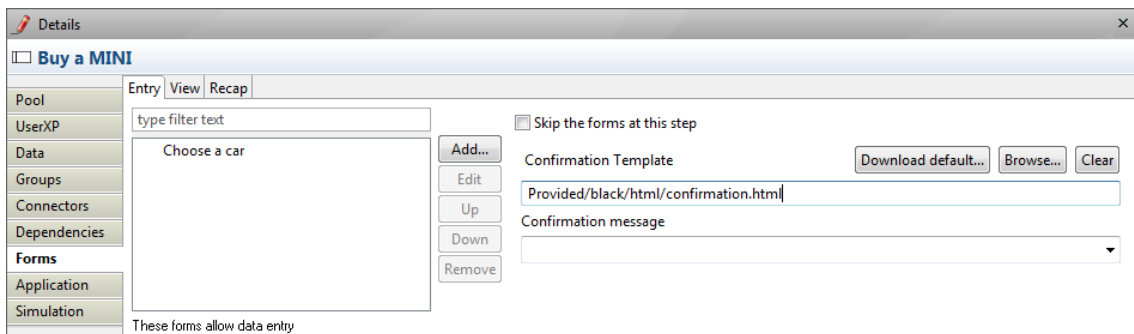 Details
Buy a MINI
Pool
UserXP
Data
Groups
Connectors
Dependencies
Forms
Application
Simulation
Entry View Recap
type filter text
Choose a car
Add...
Edit
Up
Down
Remove
These forms allow data entry
Skip the forms at this step
Confirmation Template Download default... Browse... Clear
Provided/black/html/confirmation.html
Confirmation message